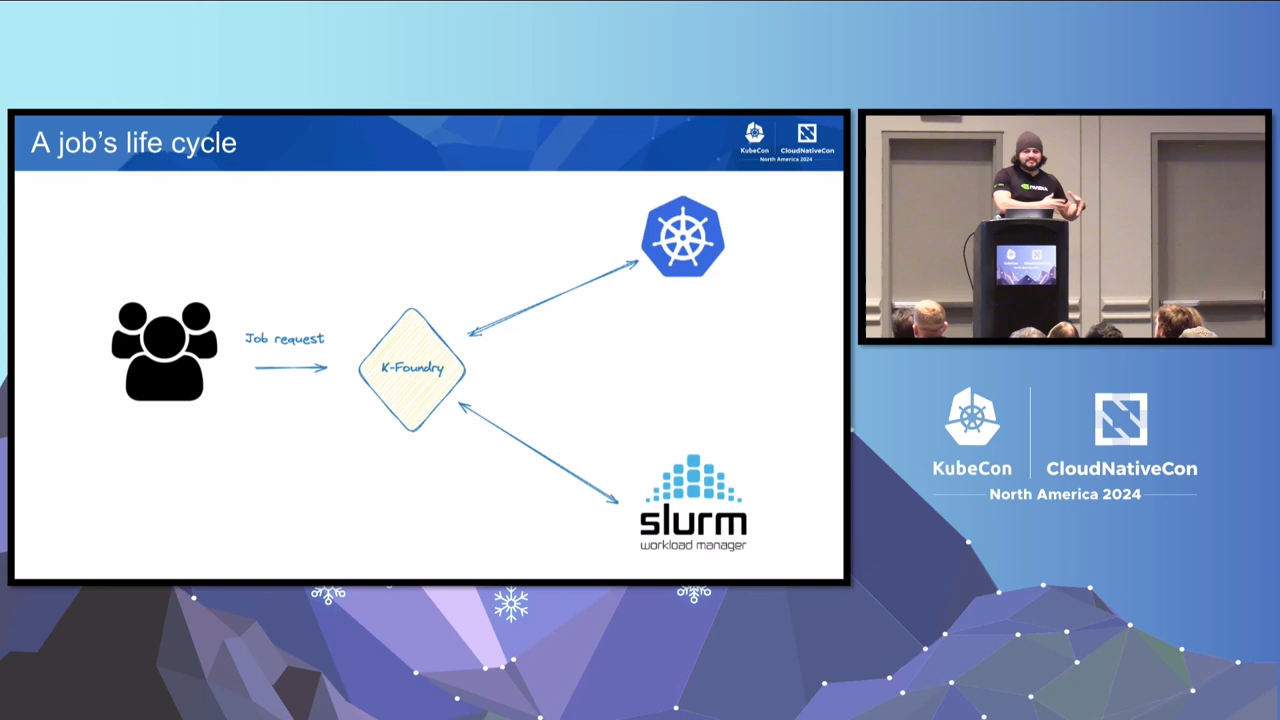 A job's life cycle
KubeCon
CloudNativeCon
North America 2024
Job request
K-Foundry
slurm
workload manager
NVIDIA
KubeCon
CloudNativeCon
North America 2024